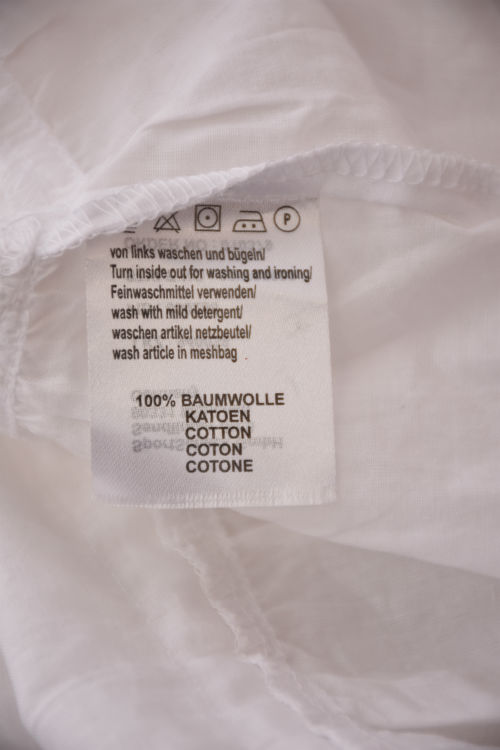 P
von links waschen und bügeln/
Turn inside out for washing and ironing/
Feinwaschmittel verwenden/
wash with mild detergent/
waschen artikel netzbeutel/
wash article in meshbag
100% BAUMWOLLE
KATOEN
COTTON
COTON
COTONE